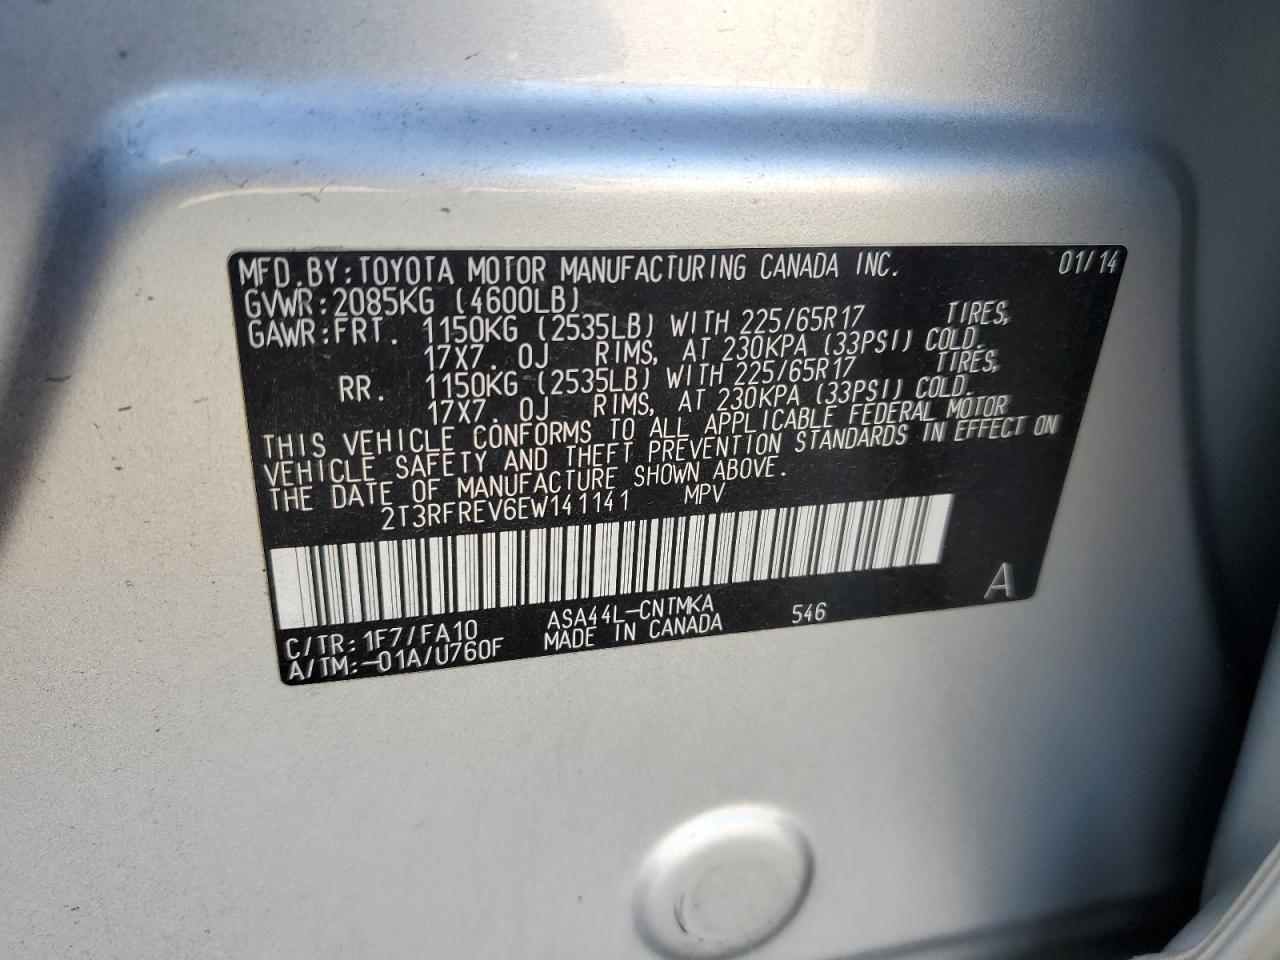 MFD.BY:TOYOTA MOTOR MANUFACTURING CANADA INC. 01/14
GVWR:2085KG (4600LB)
GAWR:FRT. 1150KG (2535LB) WITH 225/65R17 TIRES,
17X7.0J RIMS, AT 230KPA (33PSI) COLD.
RR. 1150KG (2535LB) WITH 225/65R17 TIRES,
17X7.0J RIMS, AT 230KPA (33PSI) COLD.
THIS VEHICLE CONFORMS TO ALL APPLICABLE FEDERAL MOTOR
VEHICLE SAFETY AND THEFT PREVENTION STANDARDS IN EFFECT ON
THE DATE OF MANUFACTURE SHOWN ABOVE.
2T3RFREV6EW141141 MPV
A
C/TR:1F7/FA10 ASA44L-CNTMKA 546
A/TM:-01A/U760F MADE IN CANADA